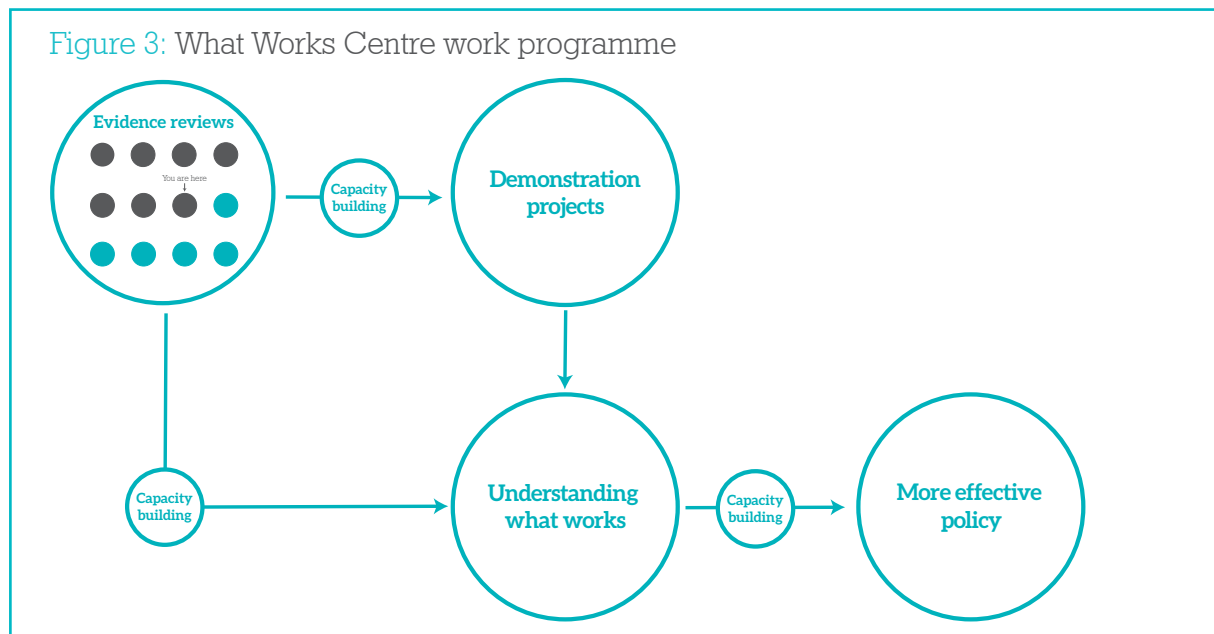 Figure 3: What Works Centre work programme
Evidence reviews
You are here
Capacity
building
Demonstration
projects
Capacity
building
Understanding
what works
Capacity
building
More effective
policy